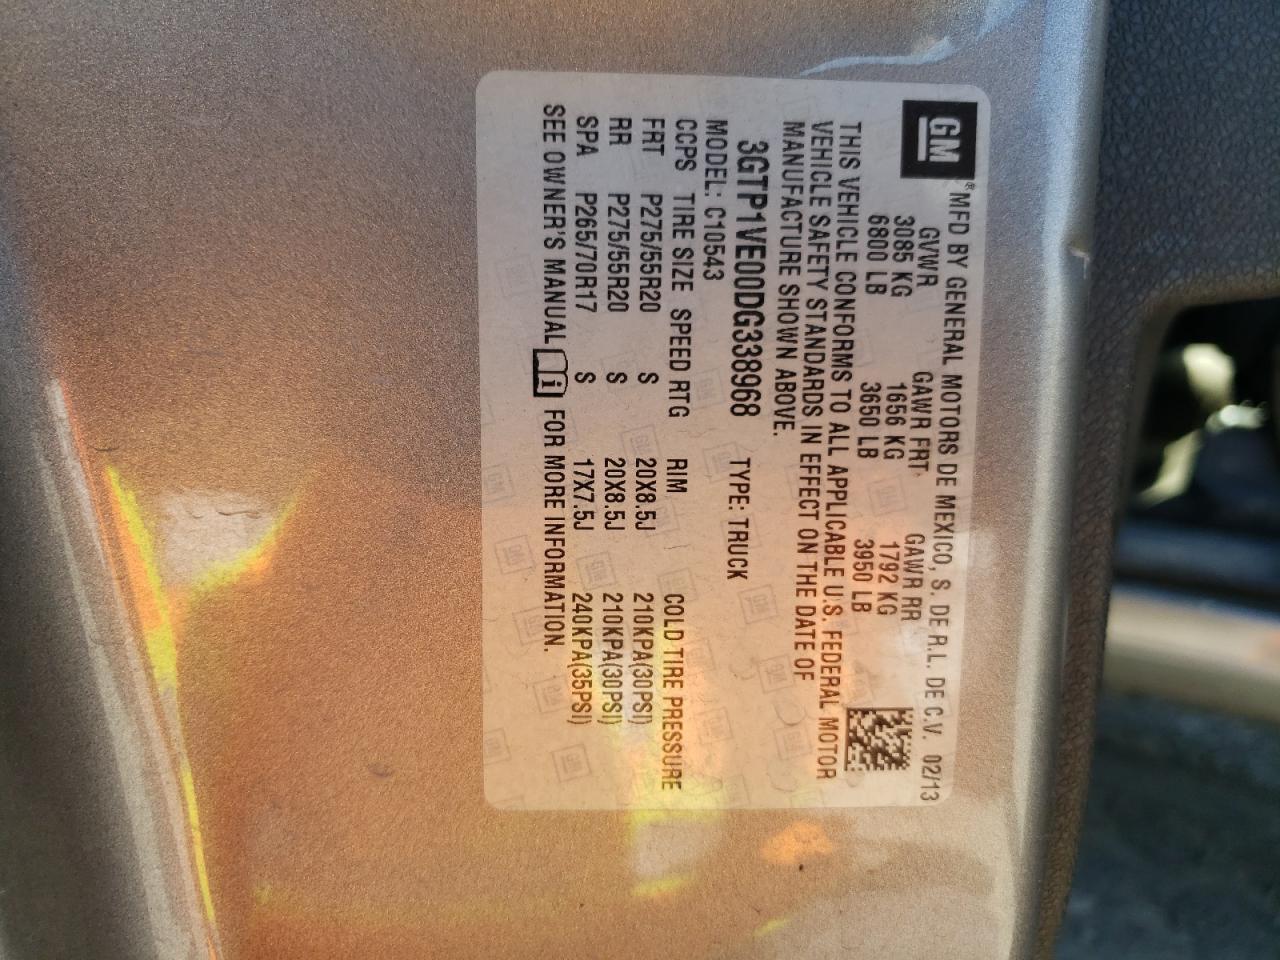 GM
® MFD BY GENERAL MOTORS DE MEXICO, S. DE R.L. DE C.V. 02/13
GVWR GAWR FRT. GAWR RR
3085 KG 1656 KG 1792 KG
6800 LB 3650 LB 3950 LB
THIS VEHICLE CONFORMS TO ALL APPLICABLE U.S. FEDERAL MOTOR
VEHICLE SAFETY STANDARDS IN EFFECT ON THE DATE OF
MANUFACTURE SHOWN ABOVE.
3GTP1VE00DG338968 TYPE: TRUCK
MODEL: C10543
CCPS TIRE SIZE SPEED RTG RIM COLD TIRE PRESSURE
FRT P275/55R20 S 20X8.5J 210KPA(30PSI)
RR P275/55R20 S 20X8.5J 210KPA(30PSI)
SPA P265/70R17 S 17X7.5J 240KPA(35PSI)
SEE OWNER'S MANUAL i FOR MORE INFORMATION.